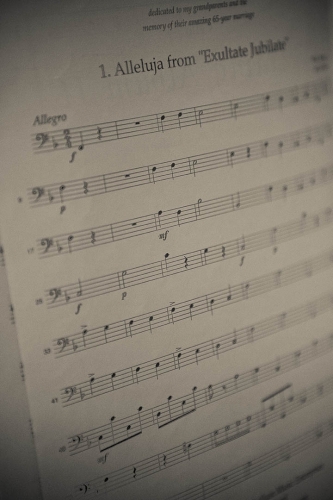 dedicated to my grandparents and the
memory of their amazing 65-year marriage
1. Alleluja from "Exultate Jubilate"
Allegro
f
p
mf
f
p
f
p
mf